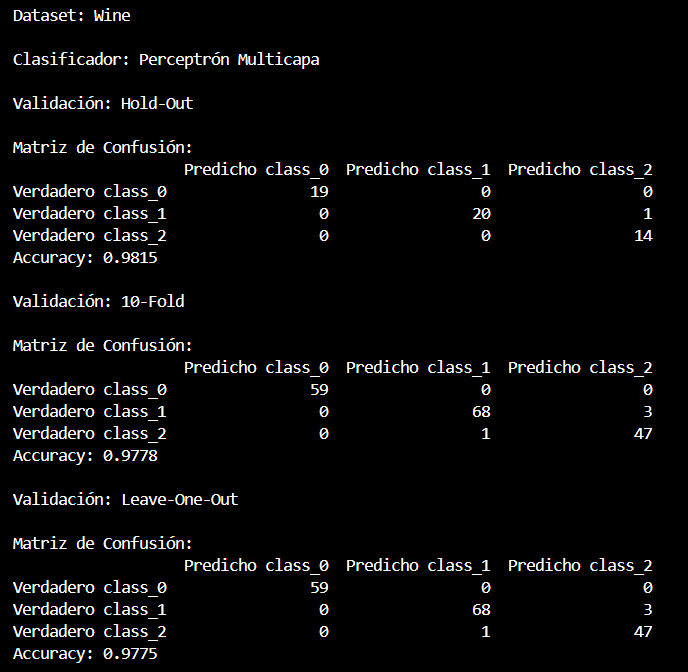 Dataset: Wine
Clasificador: Perceptrón Multicapa
Validación: Hold-Out
Matriz de Confusión:
Predicho class_0 Predicho class_1 Predicho class_2
Verdadero class_0 19 0 0
Verdadero class_1 0 20 1
Verdadero class_2 0 0 14
Accuracy: 0.9815
Validación: 10-Fold
Matriz de Confusión:
Predicho class_0 Predicho class_1 Predicho class_2
Verdadero class_0 59 0 0
Verdadero class_1 0 68 3
Verdadero class_2 0 1 47
Accuracy: 0.9778
Validación: Leave-One-Out
Matriz de Confusión:
Predicho class_0 Predicho class_1 Predicho class_2
Verdadero class_0 59 0 0
Verdadero class_1 0 68 3
Verdadero class_2 0 1 47
Accuracy: 0.9775